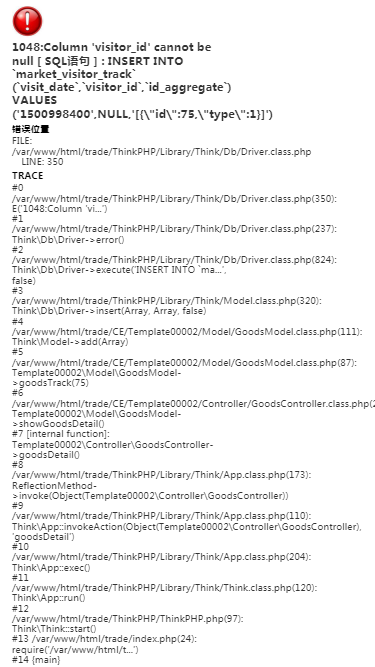 1048:Column 'visitor_id' cannot be
null [ SQL语句 ] : INSERT INTO
`market_visitor_track`
(`visit_date`,`visitor_id`,`id_aggregate`)
VALUES
('1500998400',NULL,'[{\"id\":75,\"type\":1}]')
错误位置
FILE:
/var/www/html/trade/ThinkPHP/Library/Think/Db/Driver.class.php
LINE: 350
TRACE
#0
/var/www/html/trade/ThinkPHP/Library/Think/Db/Driver.class.php(350):
E('1048:Column 'vi...')
#1
/var/www/html/trade/ThinkPHP/Library/Think/Db/Driver.class.php(237):
Think\Db\Driver->error()
#2
/var/www/html/trade/ThinkPHP/Library/Think/Db/Driver.class.php(824):
Think\Db\Driver->execute('INSERT INTO `ma...',
false)
#3
/var/www/html/trade/ThinkPHP/Library/Think/Model.class.php(320):
Think\Db\Driver->insert(Array, Array, false)
#4
/var/www/html/trade/CE/Template00002/Model/GoodsModel.class.php(111):
Think\Model->add(Array)
#5
/var/www/html/trade/CE/Template00002/Model/GoodsModel.class.php(87):
Template00002\Model\GoodsModel-
>goodsTrack(75)
#6
/var/www/html/trade/CE/Template00002/Controller/GoodsController.class.php(2
Template00002\Model\GoodsModel-
>showGoodsDetail()
#7 [internal function]:
Template00002\Controller\GoodsController-
>goodsDetail()
#8
/var/www/html/trade/ThinkPHP/Library/Think/App.class.php(173):
ReflectionMethod-
>invoke(Object(Template00002\Controller\GoodsController))
#9
/var/www/html/trade/ThinkPHP/Library/Think/App.class.php(110):
Think\App::invokeAction(Object(Template00002\Controller\GoodsController),
'goodsDetail')
#10
/var/www/html/trade/ThinkPHP/Library/Think/App.class.php(204):
Think\App::exec()
#11
/var/www/html/trade/ThinkPHP/Library/Think/Think.class.php(120):
Think\App::run()
#12
/var/www/html/trade/ThinkPHP/ThinkPHP.php(97):
Think\Think::start()
#13 /var/www/html/trade/index.php(24):
require('/var/www/html/t...')
#14 {main}